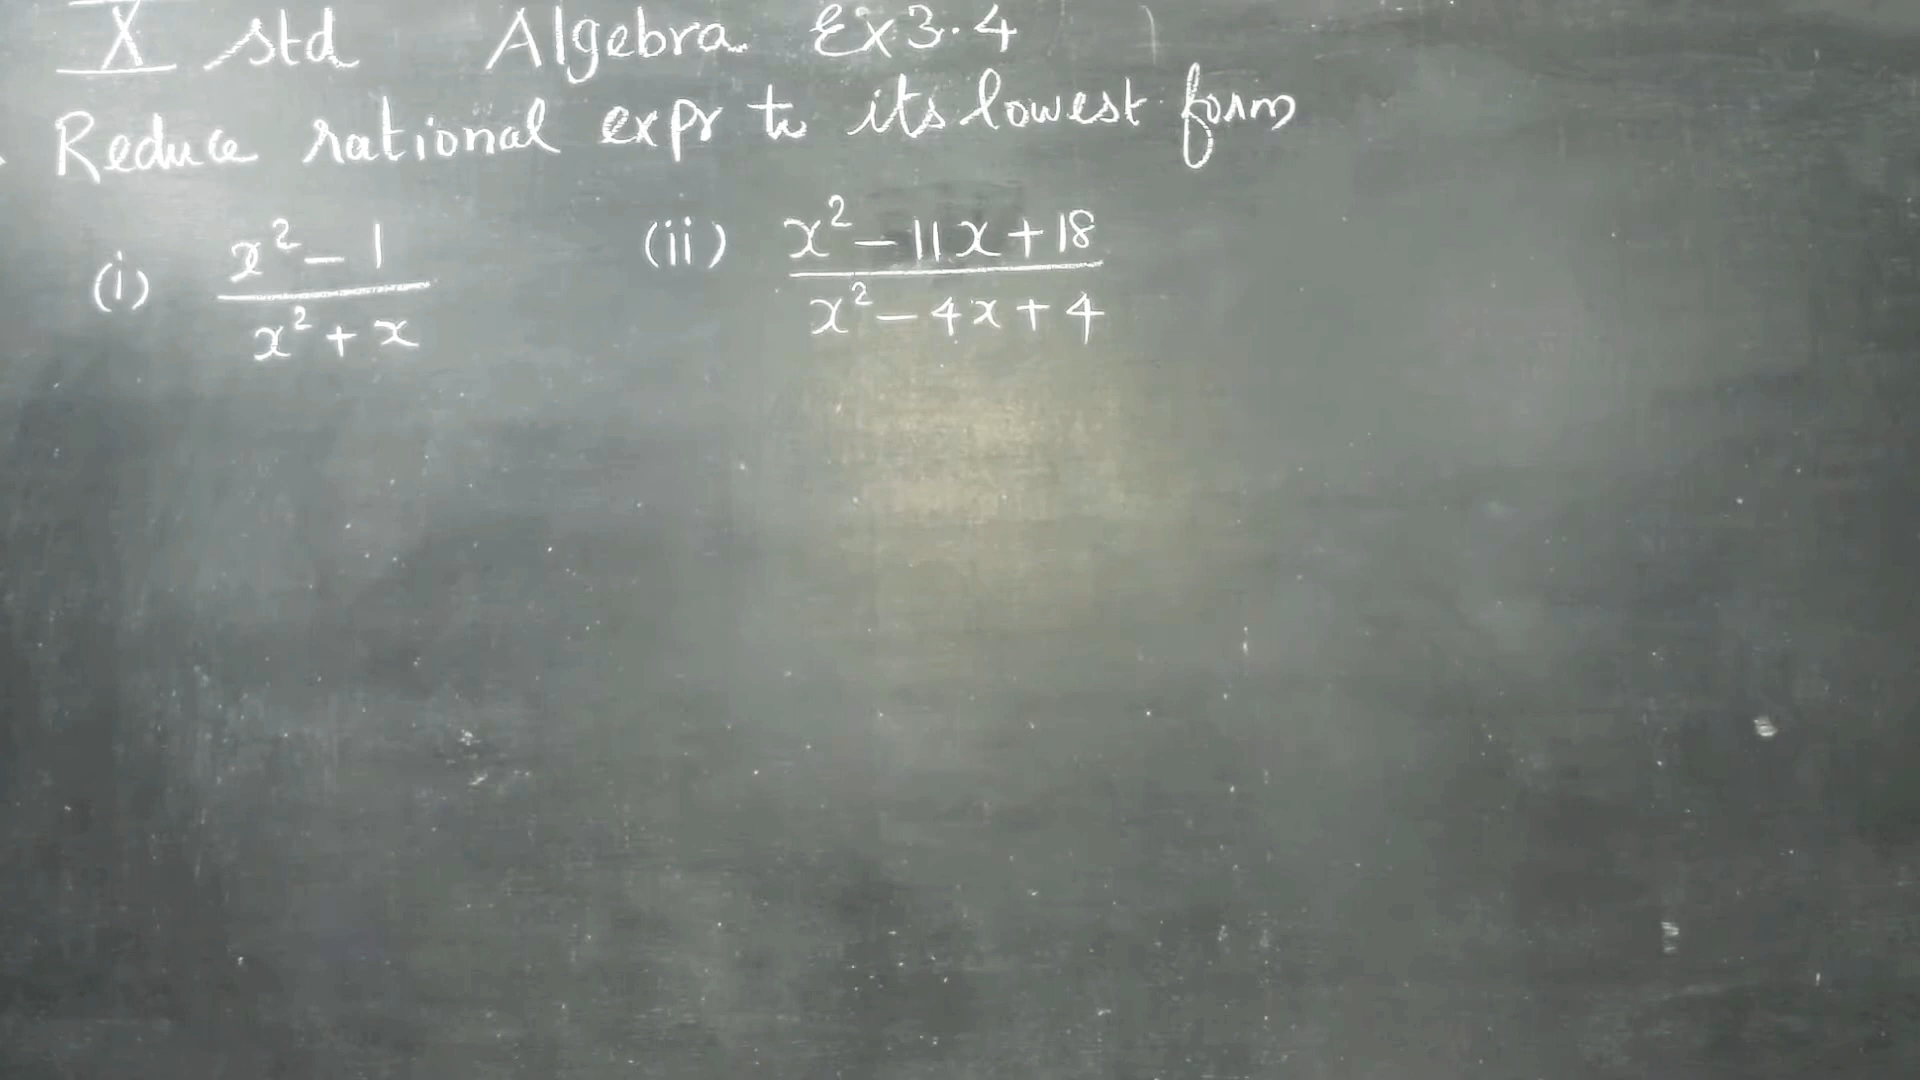 X std Algebra Ex 3.4
Reduce rational expr to its lowest form
(i) x² - 1 / x² + x (ii) x² - 11x + 18 / x² - 4x + 4